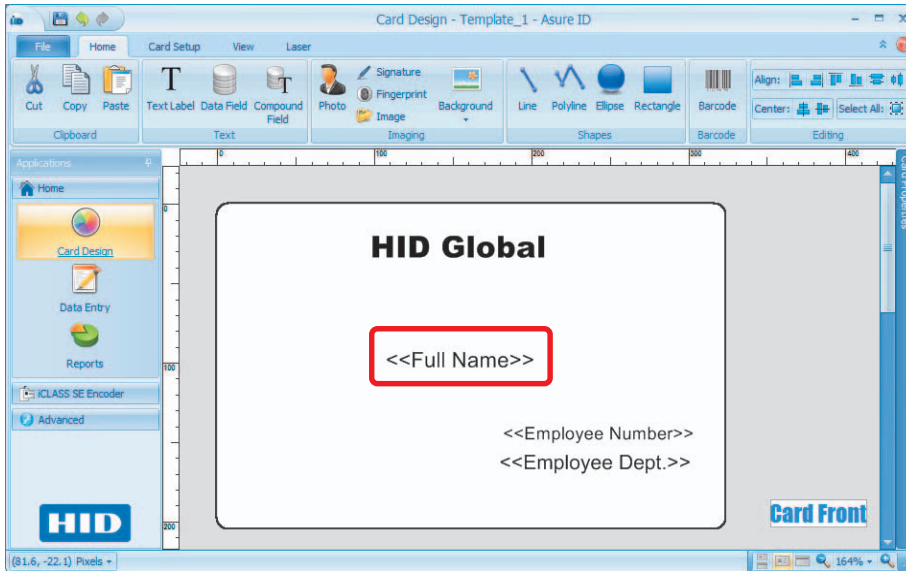 Card Design - Template_1 - Asure ID
File Home Card Setup View Laser
Cut Copy Paste
Clipboard
Text Label Data Field Compound Field
Text
Photo
Signature
Fingerprint
Image
Background
Imaging
Line Polyline Ellipse Rectangle
Shapes
Barcode
Barcode
Align:
Center: Select All:
Editing
Applications
Home
Card Design
Data Entry
Reports
iCLASS SE Encoder
Advanced
HID
0 100 200 300 400
0
100
200
HID Global
<<Full Name>>
<<Employee Number>>
<<Employee Dept.>>
Card Front
Card Properties
(81.6, -22.1) Pixels
164%